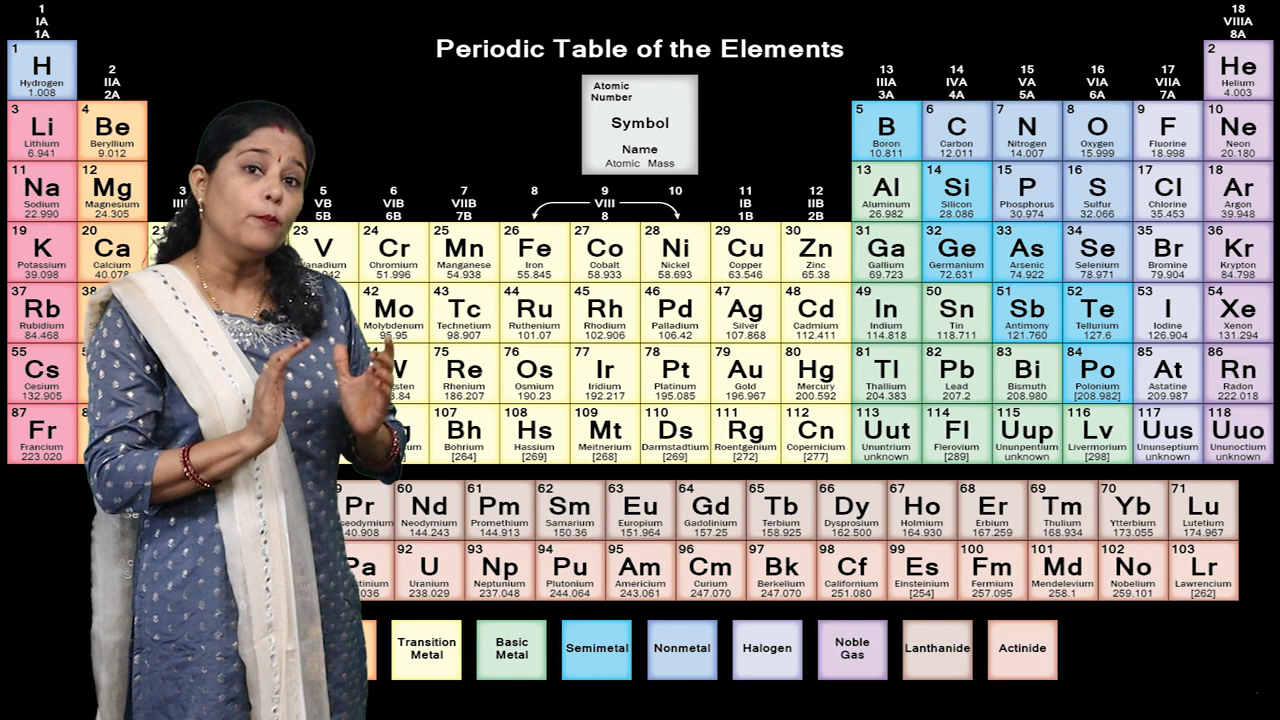 1
IA
1A
18
VIIIA
8A
Periodic Table of the Elements
1
H
Hydrogen
1.008
2
IIA
2A
Atomic
Number
Symbol
Name
Atomic Mass
13
IIIA
3A
14
IVA
4A
15
VA
5A
16
VIA
6A
17
VIIA
7A
2
He
Helium
4.003
3
Li
Lithium
6.941
4
Be
Beryllium
9.012
5
B
Boron
10.811
6
C
Carbon
12.011
7
N
Nitrogen
14.007
8
O
Oxygen
15.999
9
F
Fluorine
18.998
10
Ne
Neon
20.180
11
Na
Sodium
22.990
12
Mg
Magnesium
24.305
3
5
VB
5B
6
VIB
6B
7
VIIB
7B
8
9
10
VIII
8
11
IB
1B
12
IIB
2B
13
Al
Aluminum
26.982
14
Si
Silicon
28.086
15
P
Phosphorus
30.974
16
S
Sulfur
32.066
17
Cl
Chlorine
35.453
18
Ar
Argon
39.948
19
K
Potassium
39.098
20
Ca
Calcium
40.078
21
23
V
24
Cr
Chromium
51.996
25
Mn
Manganese
54.938
26
Fe
Iron
55.845
27
Co
Cobalt
58.933
28
Ni
Nickel
58.693
29
Cu
Copper
63.546
30
Zn
Zinc
65.38
31
Ga
Gallium
69.723
32
Ge
Germanium
72.631
33
As
Arsenic
74.922
34
Se
Selenium
78.971
35
Br
Bromine
79.904
36
Kr
Krypton
84.798
37
Rb
Rubidium
84.468
38
42
Mo
Molybdenum
95.95
43
Tc
Technetium
98.907
44
Ru
Ruthenium
101.07
45
Rh
Rhodium
102.906
46
Pd
Palladium
106.42
47
Ag
Silver
107.868
48
Cd
Cadmium
112.411
49
In
Indium
114.818
50
Sn
Tin
118.711
51
Sb
Antimony
121.760
52
Te
Tellurium
127.6
53
I
Iodine
126.904
54
Xe
Xenon
131.294
55
Cs
Cesium
132.905
75
Re
Rhenium
186.207
76
Os
Osmium
190.23
77
Ir
Iridium
192.217
78
Pt
Platinum
195.085
79
Au
Gold
196.967
80
Hg
Mercury
200.592
81
Tl
Thallium
204.383
82
Pb
Lead
207.2
83
Bi
Bismuth
208.980
84
Po
Polonium
[208.982]
85
At
Astatine
209.987
86
Rn
Radon
222.018
87
Fr
Francium
223.020
107
Bh
Bohrium
[264]
108
Hs
Hassium
[269]
109
Mt
Meitnerium
[268]
110
Ds
Darmstadtium
[269]
111
Rg
Roentgenium
[272]
112
Cn
Copernicium
[277]
113
Uut
Ununtrium
unknown
114
Fl
Flerovium
[289]
115
Uup
Ununpentium
unknown
116
Lv
Livermorium
[298]
117
Uus
Ununseptium
unknown
118
Uuo
Ununoctium
unknown
Pr
60
Nd
Neodymium
144.243
61
Pm
Promethium
144.913
62
Sm
Samarium
150.36
63
Eu
Europium
151.964
64
Gd
Gadolinium
157.25
65
Tb
Terbium
158.925
66
Dy
Dysprosium
162.500
67
Ho
Holmium
164.930
68
Er
Erbium
167.259
69
Tm
Thulium
168.934
70
Yb
Ytterbium
173.055
71
Lu
Lutetium
174.967
92
U
Uranium
238.029
93
Np
Neptunium
237.048
94
Pu
Plutonium
244.064
95
Am
Americium
243.061
96
Cm
Curium
247.070
97
Bk
Berkelium
247.070
98
Cf
Californium
251.080
99
Es
Einsteinium
[254]
100
Fm
Fermium
257.095
101
Md
Mendelevium
258.1
102
No
Nobelium
259.101
103
Lr
Lawrencium
[262]
Transition
Metal
Basic
Metal
Semimetal
Nonmetal
Halogen
Noble
Gas
Lanthanide
Actinide